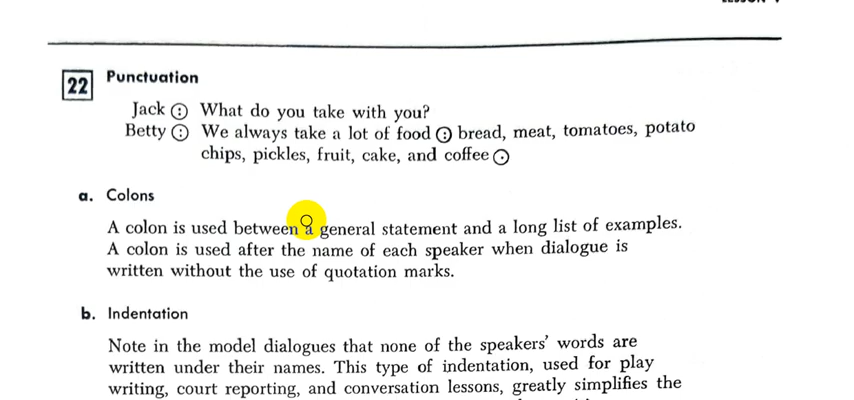 22 Punctuation
Jack : What do you take with you?
Betty : We always take a lot of food : bread, meat, tomatoes, potato
chips, pickles, fruit, cake, and coffee .
a. Colons
A colon is used between a general statement and a long list of examples.
A colon is used after the name of each speaker when dialogue is
written without the use of quotation marks.
b. Indentation
Note in the model dialogues that none of the speakers' words are
written under their names. This type of indentation, used for play
writing, court reporting, and conversation lessons, greatly simplifies the